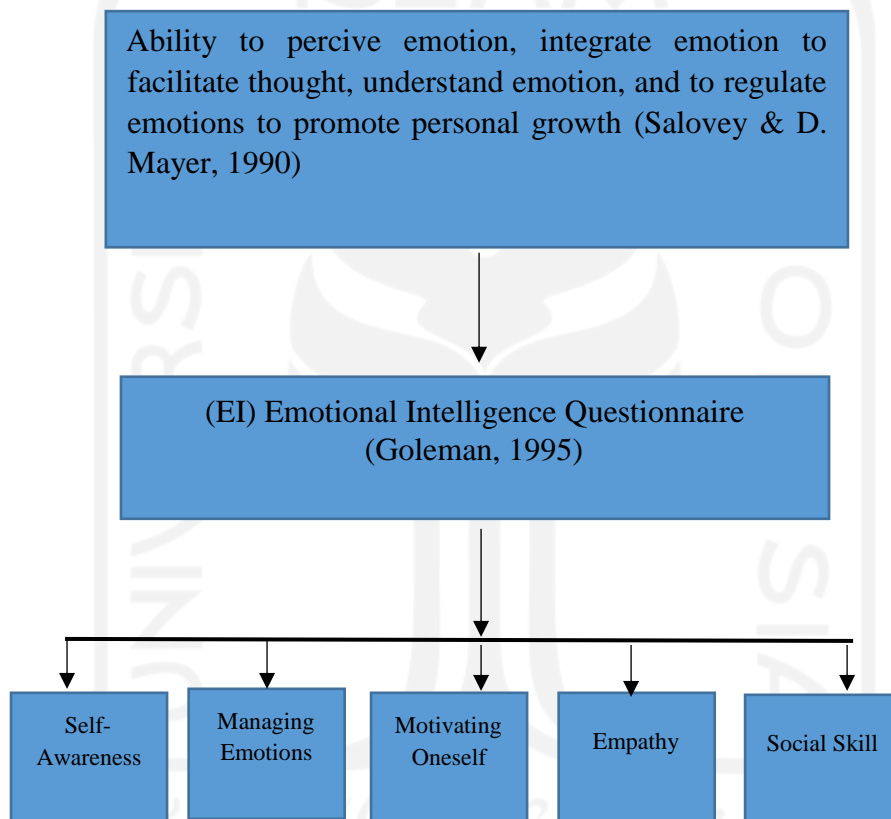 Ability to percive emotion, integrate emotion to
facilitate thought, understand emotion, and to regulate
emotions to promote personal growth (Salovey & D.
Mayer, 1990)
(EI) Emotional Intelligence Questionnaire
(Goleman, 1995)
Self-
Awareness
Managing
Emotions
Motivating
Oneself
Empathy
Social Skill